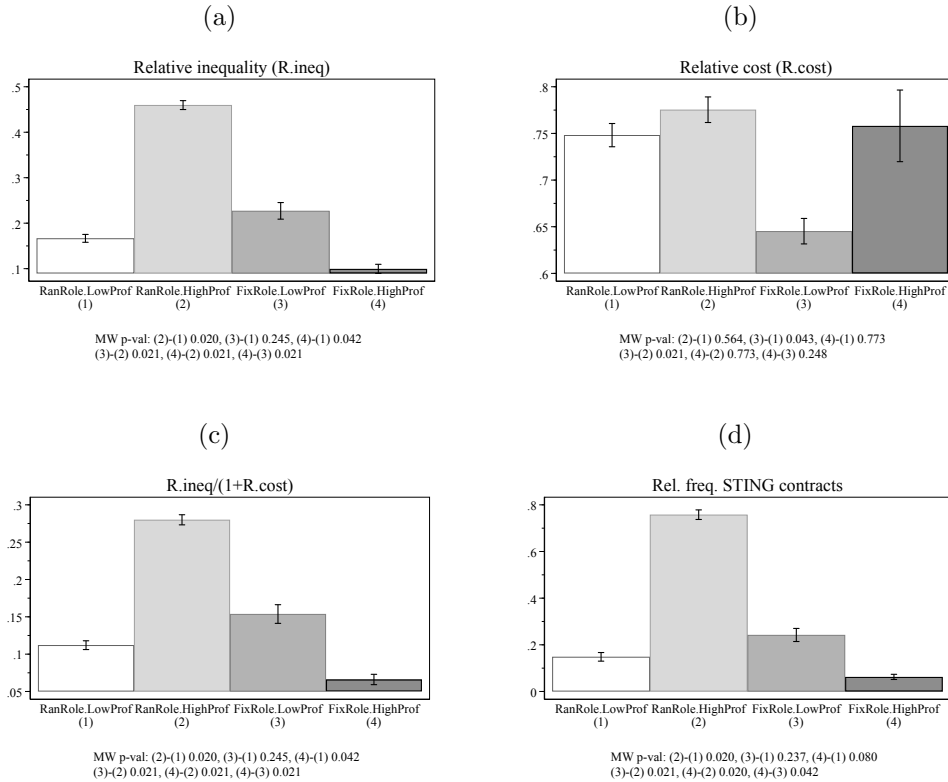 (a)
Relative inequality (R.ineq)
.5
.4
.3
.2
.1
RanRole.LowProf RanRole.HighProf FixRole.LowProf FixRole.HighProf
(1) (2) (3) (4)
MW p-val: (2)-(1) 0.020, (3)-(1) 0.245, (4)-(1) 0.042
(3)-(2) 0.021, (4)-(2) 0.021, (4)-(3) 0.021
(b)
Relative cost (R.cost)
.8
.75
.7
.65
.6
RanRole.LowProf RanRole.HighProf FixRole.LowProf FixRole.HighProf
(1) (2) (3) (4)
MW p-val: (2)-(1) 0.564, (3)-(1) 0.043, (4)-(1) 0.773
(3)-(2) 0.021, (4)-(2) 0.773, (4)-(3) 0.248
(c)
R.ineq/(1+R.cost)
.3
.25
.2
.15
.1
.05
RanRole.LowProf RanRole.HighProf FixRole.LowProf FixRole.HighProf
(1) (2) (3) (4)
MW p-val: (2)-(1) 0.020, (3)-(1) 0.245, (4)-(1) 0.042
(3)-(2) 0.021, (4)-(2) 0.021, (4)-(3) 0.021
(d)
Rel. freq. STING contracts
.8
.6
.4
.2
0
RanRole.LowProf RanRole.HighProf FixRole.LowProf FixRole.HighProf
(1) (2) (3) (4)
MW p-val: (2)-(1) 0.020, (3)-(1) 0.237, (4)-(1) 0.080
(3)-(2) 0.021, (4)-(2) 0.020, (4)-(3) 0.042